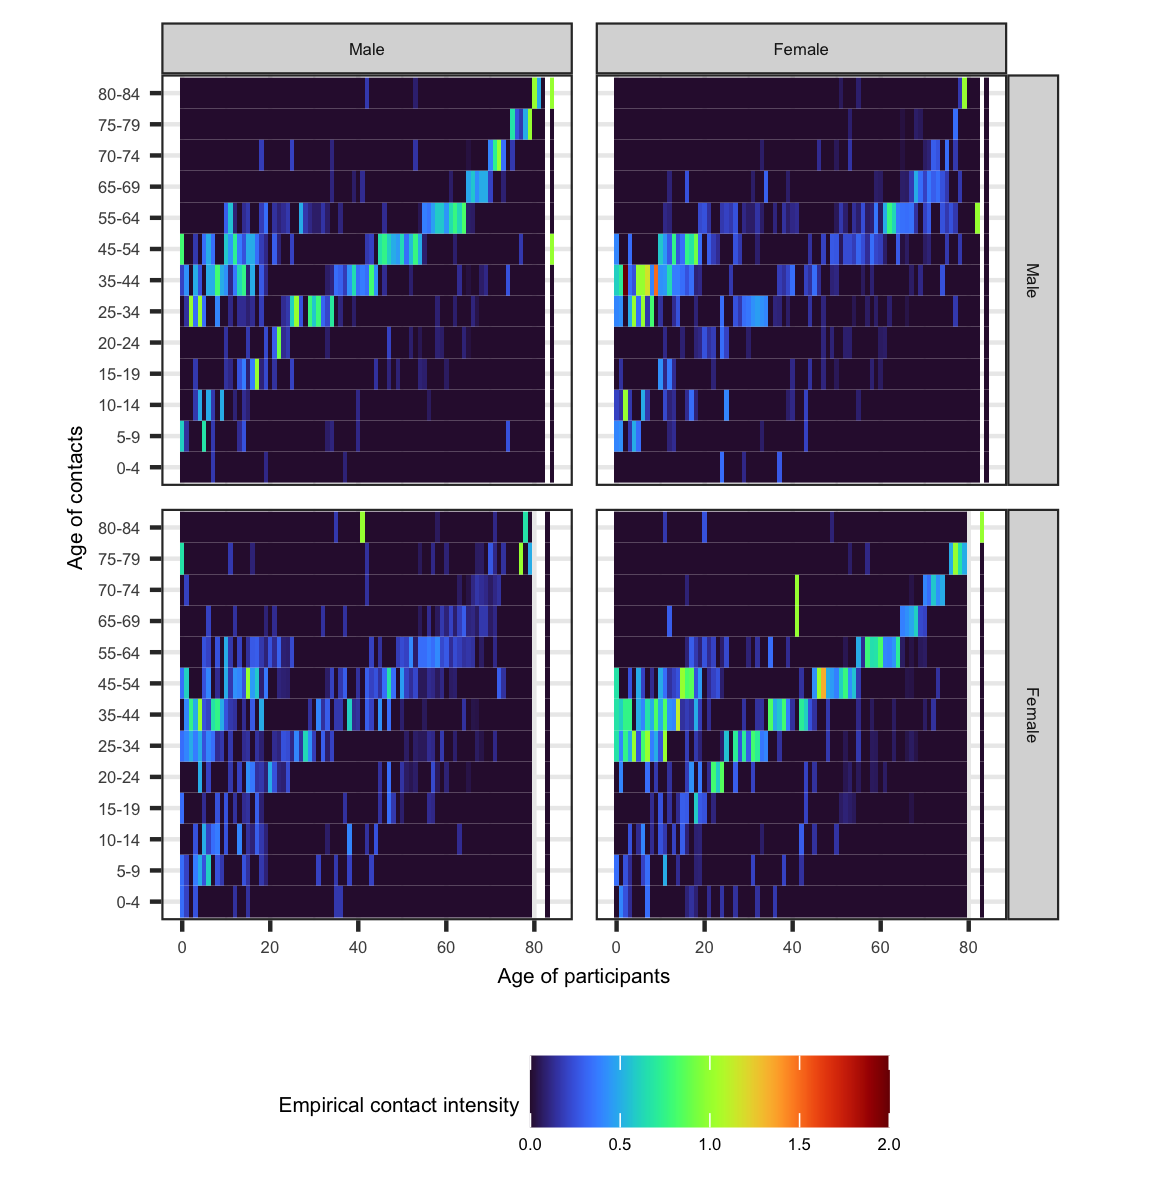 Male
Female
80-84
75-79
70-74
65-69
55-64
45-54
35-44
25-34
20-24
15-19
10-14
5-9
0-4
Male
80-84
75-79
70-74
65-69
55-64
45-54
35-44
25-34
20-24
15-19
10-14
5-9
0-4
Female
Age of contacts
0 20 40 60 80
0 20 40 60 80
Age of participants
Empirical contact intensity
0.0 0.5 1.0 1.5 2.0